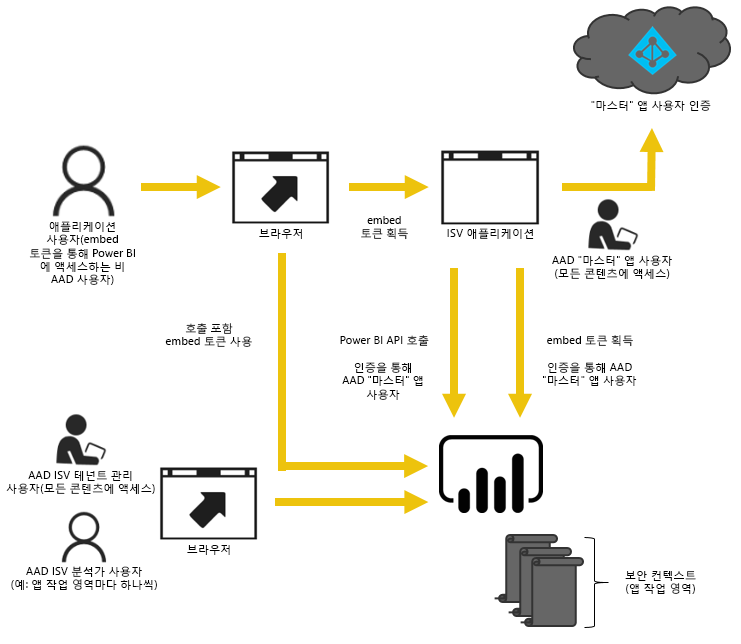 "마스터" 앱 사용자 인증
애플리케이션
사용자(embed
토큰을 통해 Power BI
에 액세스하는 비
AAD 사용자)
브라우저
embed
토큰 획득
ISV 애플리케이션
AAD "마스터" 앱 사용자
(모든 콘텐츠에 액세스)
호출 포함
embed 토큰 사용
Power BI API 호출
인증을 통해
AAD "마스터" 앱
사용자
embed 토큰 획득
인증을 통해 AAD
"마스터" 앱 사용자
AAD ISV 테넌트 관리
사용자(모든 콘텐츠에 액세스)
브라우저
AAD ISV 분석가 사용자
(예: 앱 작업 영역마다 하나씩)
보안 컨텍스트
(앱 작업 영역)